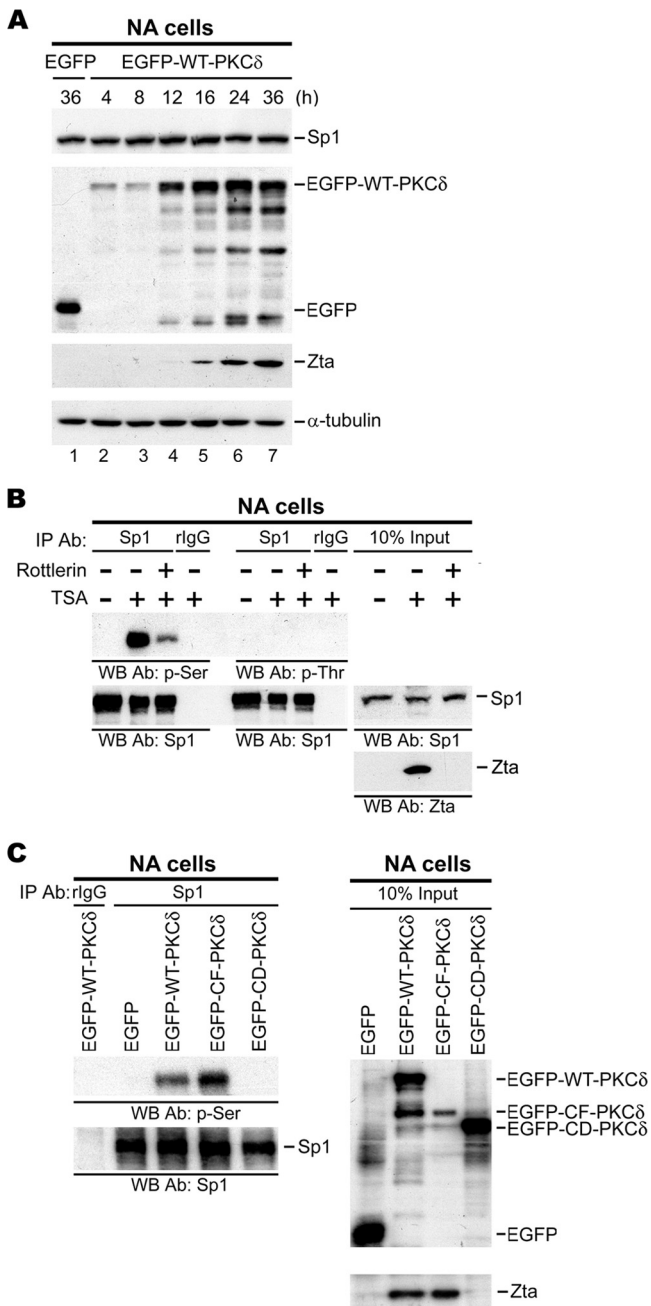 A
NA cells
EGFP EGFP-WT-PKCδ
36 4 8 12 16 24 36 (h)
Sp1
EGFP-WT-PKCδ
EGFP
Zta
α-tubulin
1 2 3 4 5 6 7
B
NA cells
IP Ab: Sp1 rIgG Sp1 rIgG 10% Input
Rottlerin − − + − − − + − − − +
TSA − + + + − + + + − + +
WB Ab: p-Ser WB Ab: p-Thr
Sp1
WB Ab: Sp1 WB Ab: Sp1 WB Ab: Sp1
Zta
WB Ab: Zta
C
NA cells NA cells
IP Ab: rIgG Sp1 10% Input
EGFP-WT-PKCδ EGFP EGFP-WT-PKCδ EGFP-CF-PKCδ EGFP-CD-PKCδ
EGFP EGFP-WT-PKCδ EGFP-CF-PKCδ EGFP-CD-PKCδ
WB Ab: p-Ser
Sp1
WB Ab: Sp1
EGFP-WT-PKCδ
EGFP-CF-PKCδ
EGFP-CD-PKCδ
EGFP
Zta